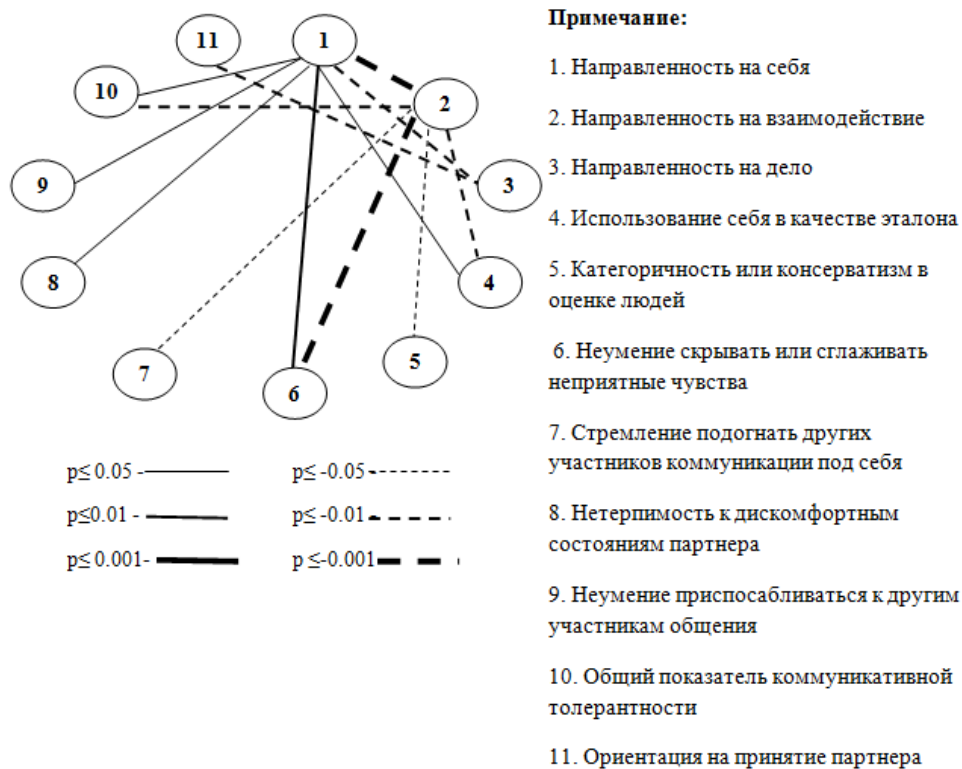 11
1
10
2
9
3
8
4
7
6
5
p≤ 0.05 -
p≤ -0.05 -
p≤0.01 -
p≤ -0.01 -
p≤ 0.001-
p ≤-0.001
Примечание:
1. Направленность на себя
2. Направленность на взаимодействие
3. Направленность на дело
4. Использование себя в качестве эталона
5. Категоричность или консерватизм в
оценке людей
6. Неумение скрывать или сглаживать
неприятные чувства
7. Стремление подогнать других
участников коммуникации под себя
8. Нетерпимость к дискомфортным
состояниям партнера
9. Неумение приспосабливаться к другим
участникам общения
10. Общий показатель коммуникативной
толерантности
11. Ориентация на принятие партнера